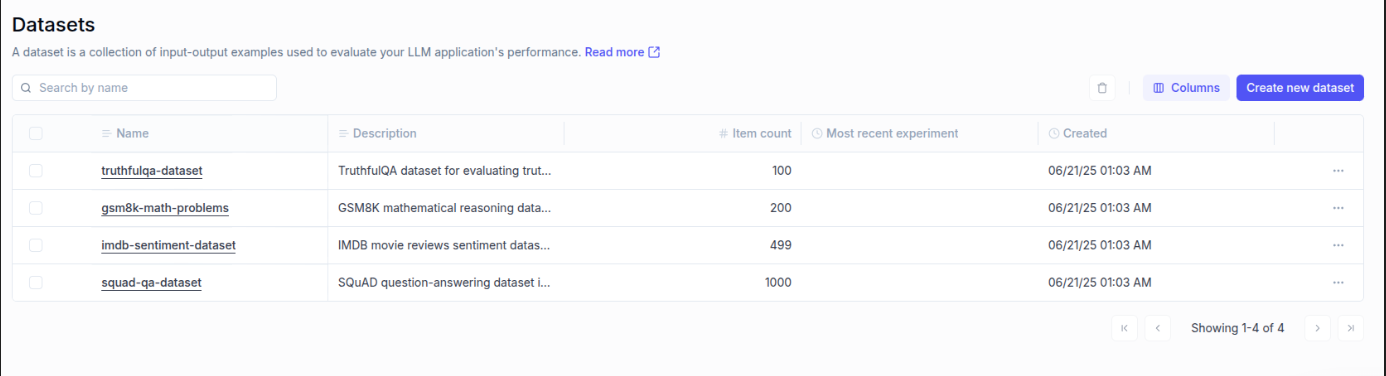 Datasets
A dataset is a collection of input-output examples used to evaluate your LLM application's performance. Read more
Search by name
Columns
Create new dataset
Name Description # Item count Most recent experiment Created
truthfulqa-dataset TruthfulQA dataset for evaluating trut... 100 06/21/25 01:03 AM ...
gsm8k-math-problems GSM8K mathematical reasoning data... 200 06/21/25 01:03 AM ...
imdb-sentiment-dataset IMDB movie reviews sentiment datas... 499 06/21/25 01:03 AM ...
squad-qa-dataset SQuAD question-answering dataset i... 1000 06/21/25 01:03 AM ...
Showing 1-4 of 4